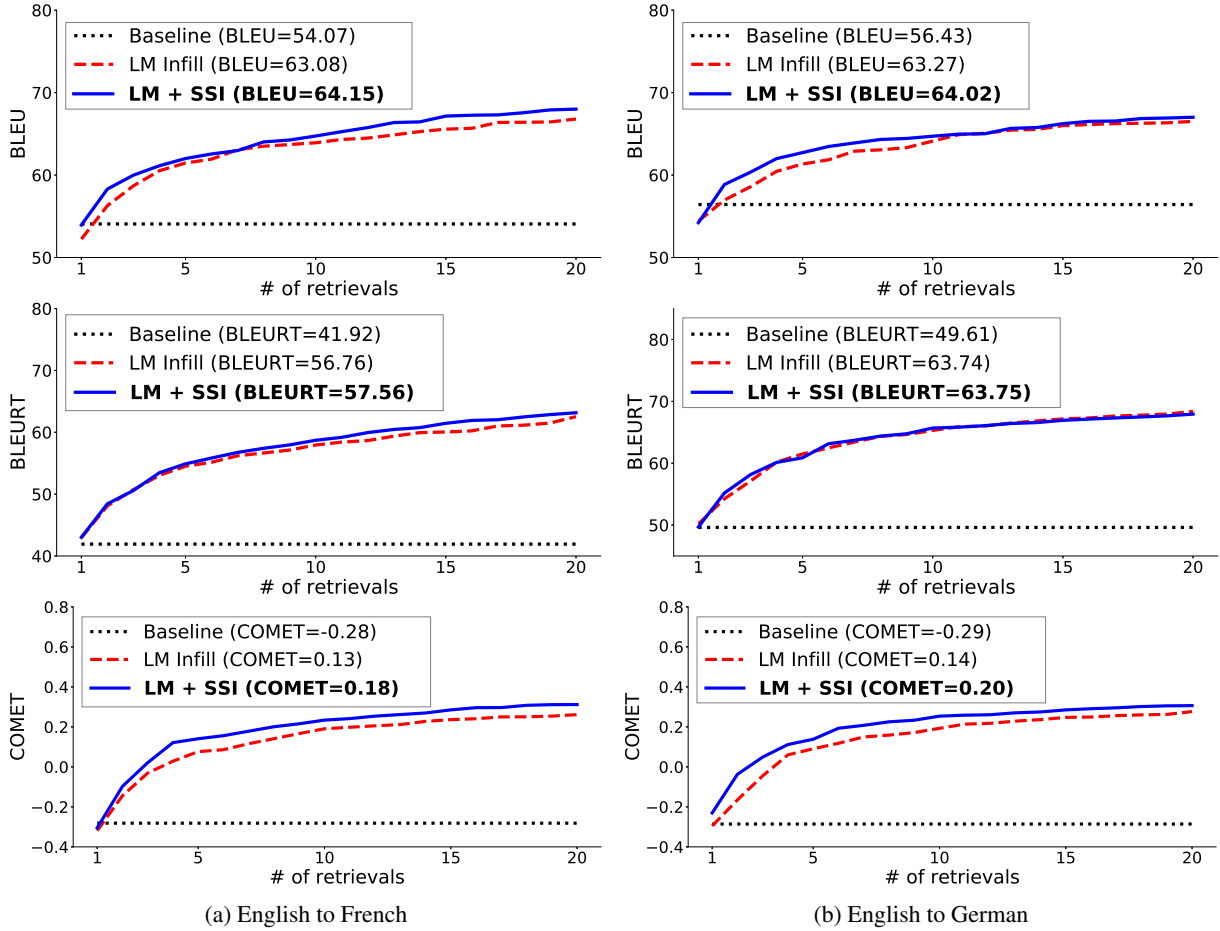 80
70
60
50
BLEU
Baseline (BLEU=54.07)
LM Infill (BLEU=63.08)
LM + SSI (BLEU=64.15)
1 5 10 15 20
# of retrievals
80
70
60
50
BLEU
Baseline (BLEU=56.43)
LM Infill (BLEU=63.27)
LM + SSI (BLEU=64.02)
1 5 10 15 20
# of retrievals
80
70
60
50
40
BLEURT
Baseline (BLEURT=41.92)
LM Infill (BLEURT=56.76)
LM + SSI (BLEURT=57.56)
1 5 10 15 20
# of retrievals
80
70
60
50
BLEURT
Baseline (BLEURT=49.61)
LM Infill (BLEURT=63.74)
LM + SSI (BLEURT=63.75)
1 5 10 15 20
# of retrievals
0.8
0.6
0.4
0.2
0.0
−0.2
−0.4
COMET
Baseline (COMET=-0.28)
LM Infill (COMET=0.13)
LM + SSI (COMET=0.18)
1 5 10 15 20
# of retrievals
0.8
0.6
0.4
0.2
0.0
−0.2
−0.4
COMET
Baseline (COMET=-0.29)
LM Infill (COMET=0.14)
LM + SSI (COMET=0.20)
1 5 10 15 20
# of retrievals
(a) English to French
(b) English to German